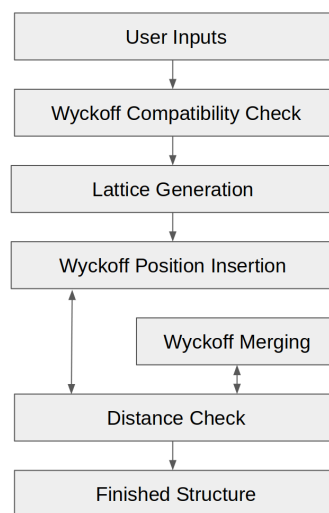 User Inputs
Wyckoff Compatibility Check
Lattice Generation
Wyckoff Position Insertion
Wyckoff Merging
Distance Check
Finished Structure